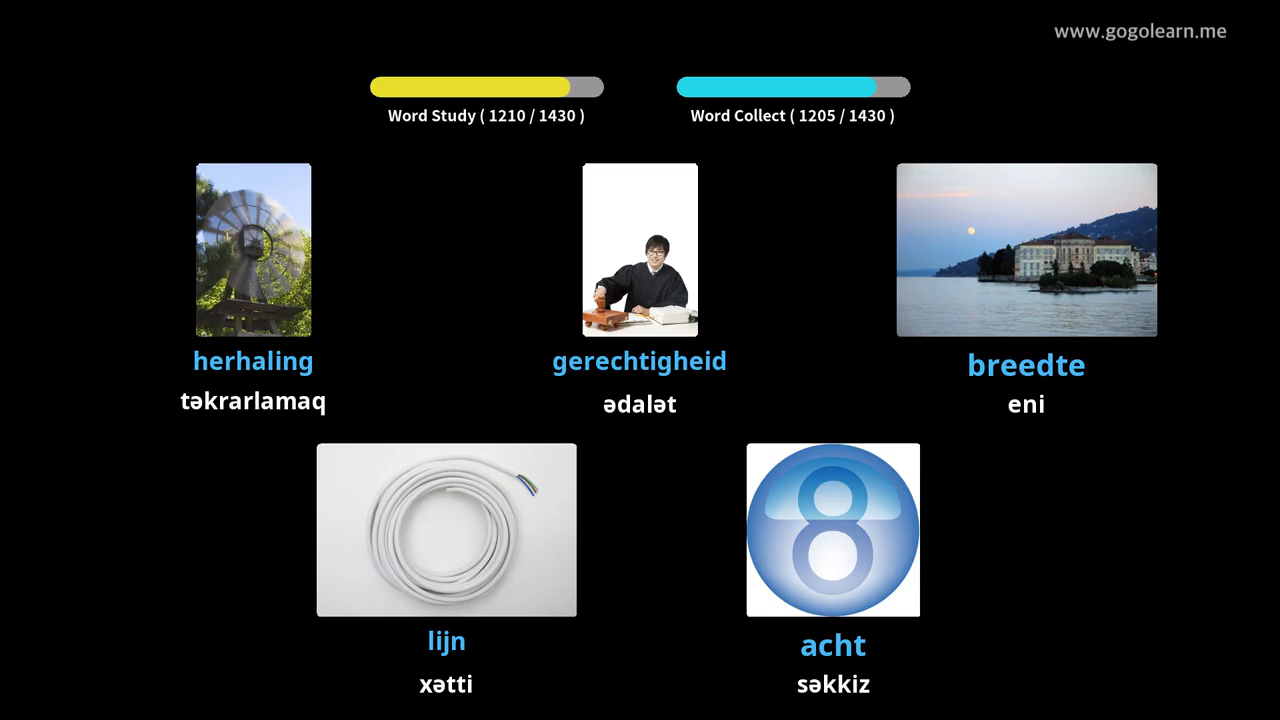 www.gogolearn.me
Word Study ( 1210 / 1430 )
Word Collect ( 1205 / 1430 )
herhaling
təkrarlamaq
gerechtigheid
ədalət
breedte
eni
8
lijn
xətti
acht
səkkiz